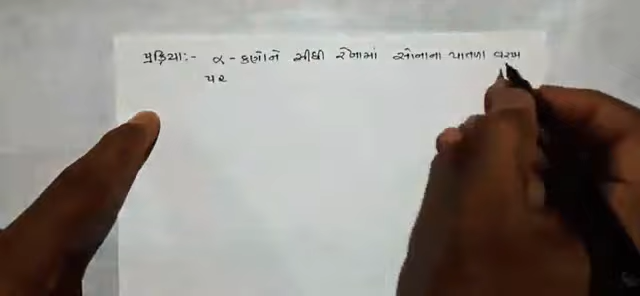 પ્રક્રિયા:- α - કણોને સીધી રેખામાં સોનાના પાતળા વરખ
પર